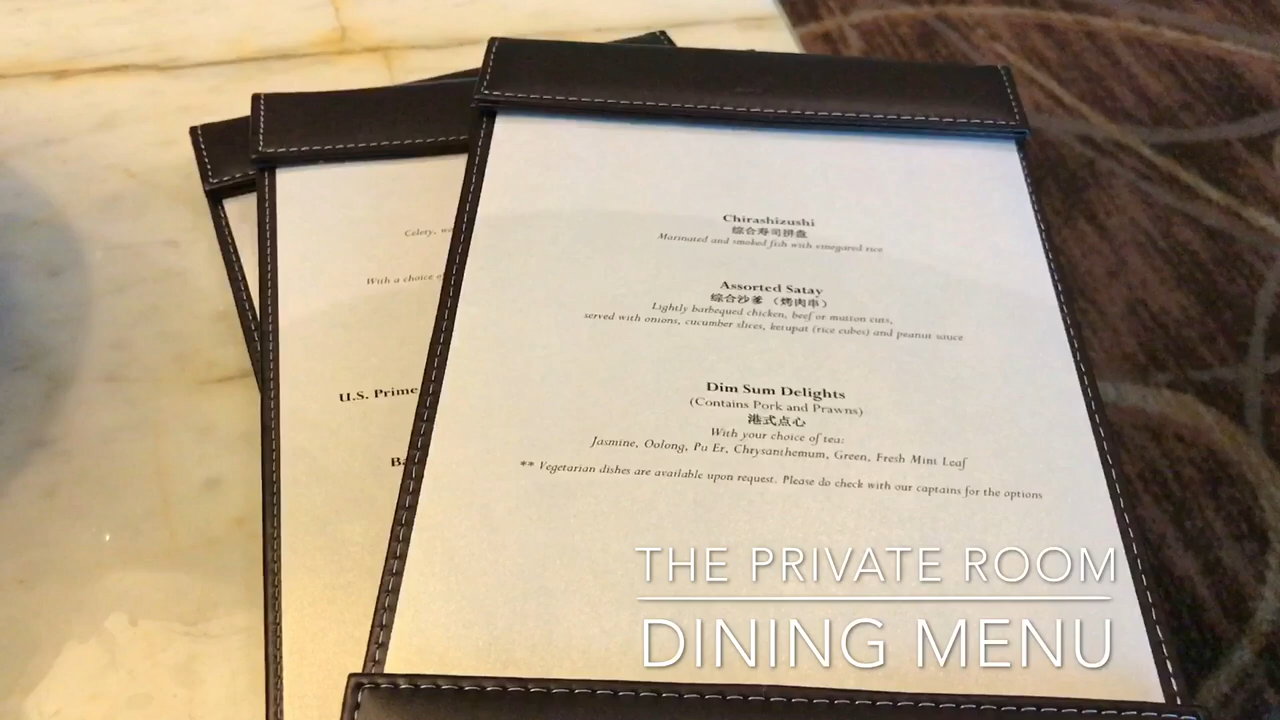 Chirashizushi
综合寿司拼盘
Marinated and smoked fish with vinegared rice
Assorted Satay
综合沙爹 （烤肉串）
Lightly barbequed chicken, beef or mutton cuts,
served with onions, cucumber slices, ketupat (rice cubes) and peanut sauce
Dim Sum Delights
(Contains Pork and Prawns)
港式点心
With your choice of tea:
Jasmine, Oolong, Pu Er, Chrysanthemum, Green, Fresh Mint Leaf
** Vegetarian dishes are available upon request. Please do check with our captains for the options
Celery,
With a choice of
U.S. Prime
THE PRIVATE ROOM
DINING MENU